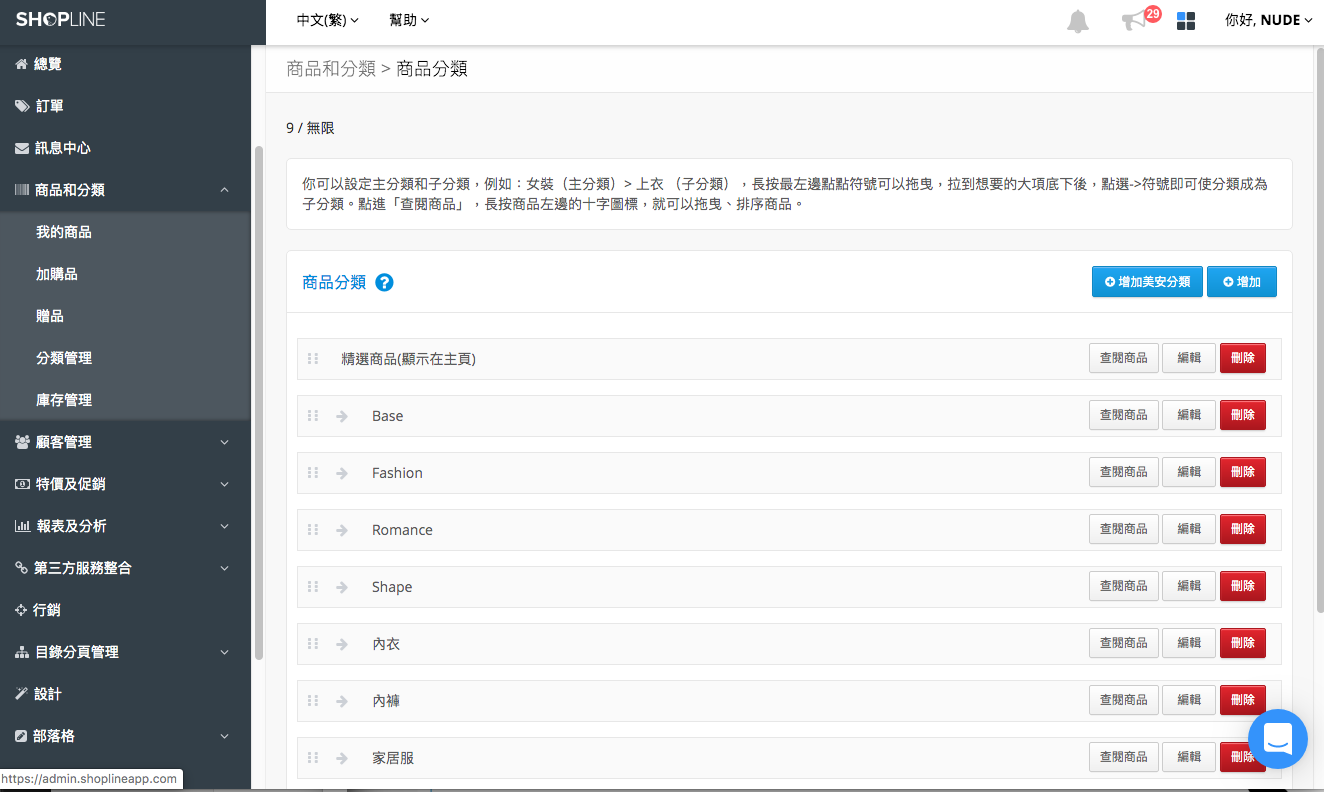 SHOPLINE
中文(繁)
幫助
29
你好, NUDE
總覽
訂單
訊息中心
商品和分類
我的商品
加購品
贈品
分類管理
庫存管理
顧客管理
特價及促銷
報表及分析
第三方服務整合
行銷
目錄分頁管理
設計
部落格
https://admin.shoplineapp.com
商品和分類 > 商品分類
9 / 無限
你可以設定主分類和子分類，例如：女裝（主分類）> 上衣 （子分類），長按最左邊點點符號可以拖曳，拉到想要的大項底下後，點選->符號即可使分類成為
子分類。點進「查閱商品」，長按商品左邊的十字圖標，就可以拖曳、排序商品。
商品分類 ?
增加美安分類 增加
精選商品(顯示在主頁) 查閱商品 編輯 刪除
Base 查閱商品 編輯 刪除
Fashion 查閱商品 編輯 刪除
Romance 查閱商品 編輯 刪除
Shape 查閱商品 編輯 刪除
內衣 查閱商品 編輯 刪除
內褲 查閱商品 編輯 刪除
家居服 查閱商品 編輯 刪除